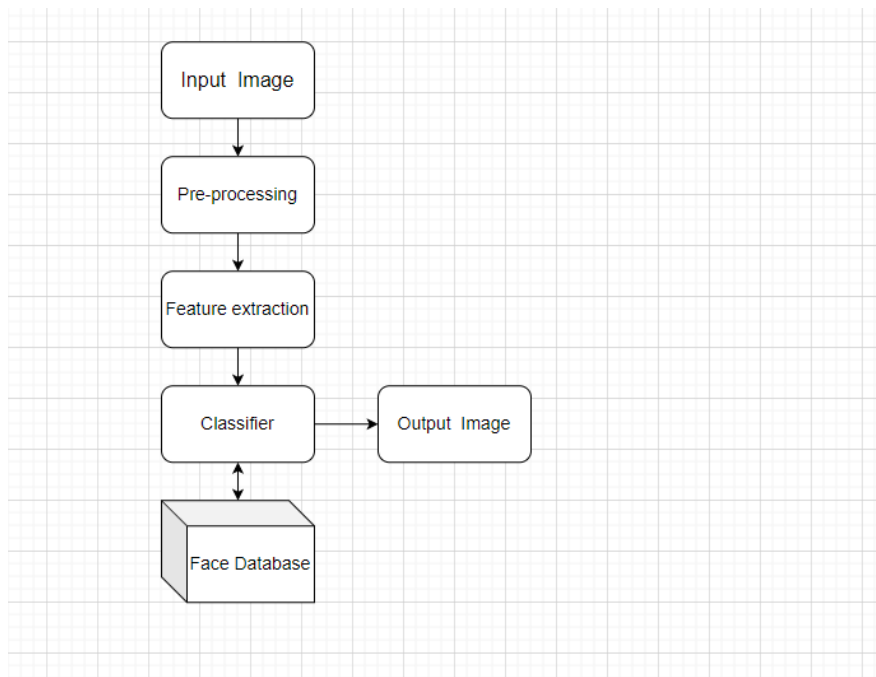 Input Image
Pre-processing
Feature extraction
Classifier
Output Image
Face Database